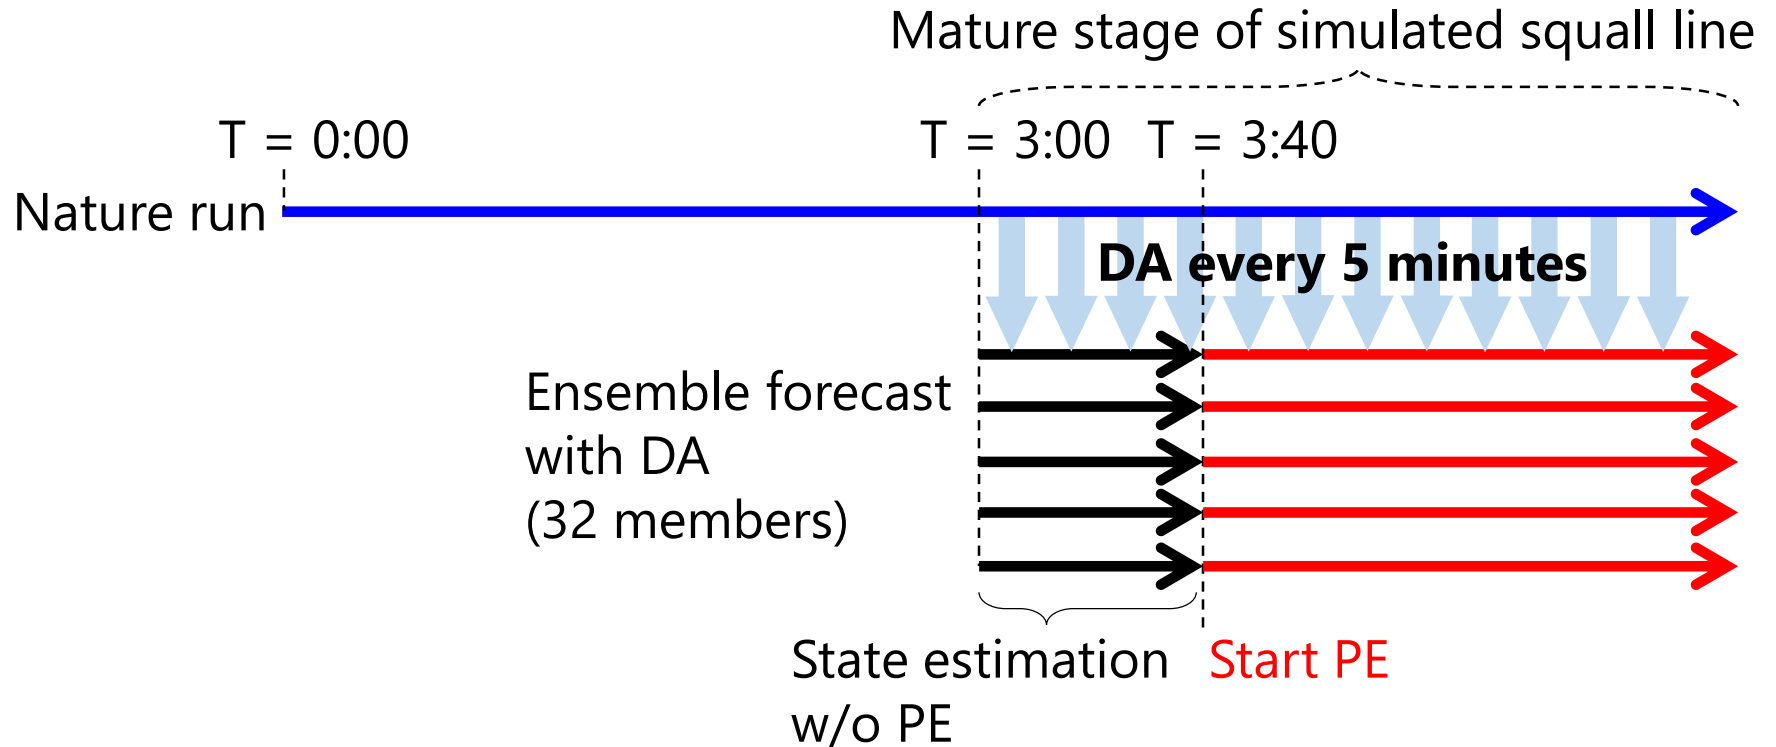 Mature stage of simulated squall line
T = 0:00
T = 3:00
T = 3:40
Nature run
DA every 5 minutes
Ensemble forecast
with DA
(32 members)
State estimation
w/o PE
Start PE